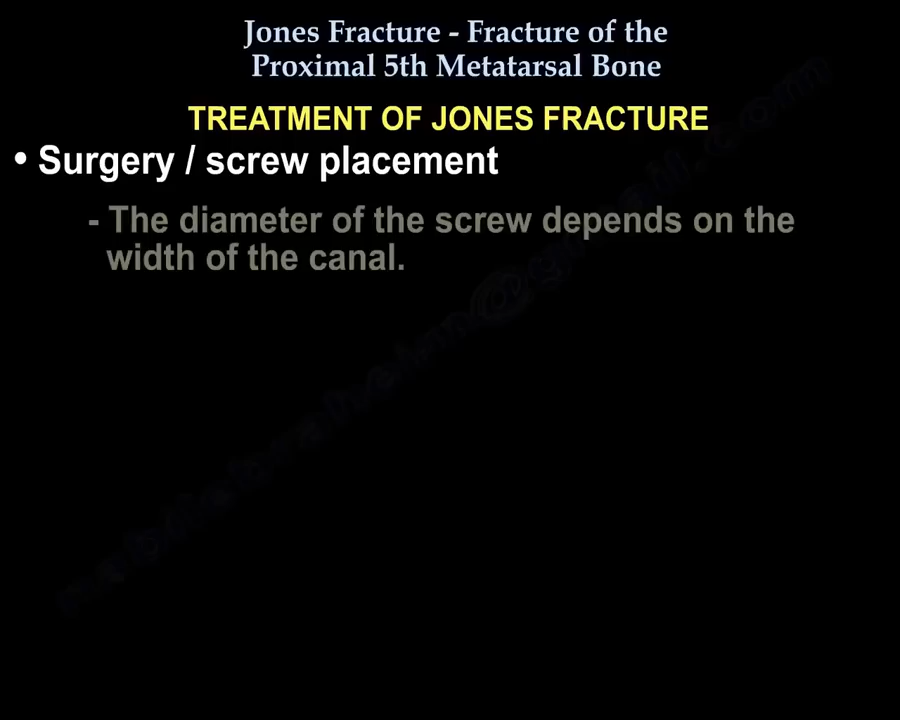 Jones Fracture - Fracture of the
Proximal 5th Metatarsal Bone
TREATMENT OF JONES FRACTURE
• Surgery / screw placement
- The diameter of the screw depends on the
width of the canal.